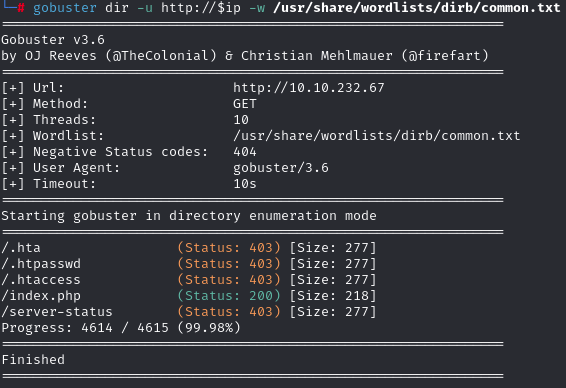 └─# gobuster dir -u http://$ip -w /usr/share/wordlists/dirb/common.txt
===============================================================
Gobuster v3.6
by OJ Reeves (@TheColonial) & Christian Mehlmauer (@firefart)
===============================================================
[+] Url:                     http://10.10.232.67
[+] Method:                  GET
[+] Threads:                 10
[+] Wordlist:                /usr/share/wordlists/dirb/common.txt
[+] Negative Status codes:   404
[+] User Agent:              gobuster/3.6
[+] Timeout:                 10s
===============================================================
Starting gobuster in directory enumeration mode
===============================================================
/.hta                 (Status: 403) [Size: 277]
/.htpasswd            (Status: 403) [Size: 277]
/.htaccess            (Status: 403) [Size: 277]
/index.php            (Status: 200) [Size: 218]
/server-status        (Status: 403) [Size: 277]
Progress: 4614 / 4615 (99.98%)
===============================================================
Finished
===============================================================